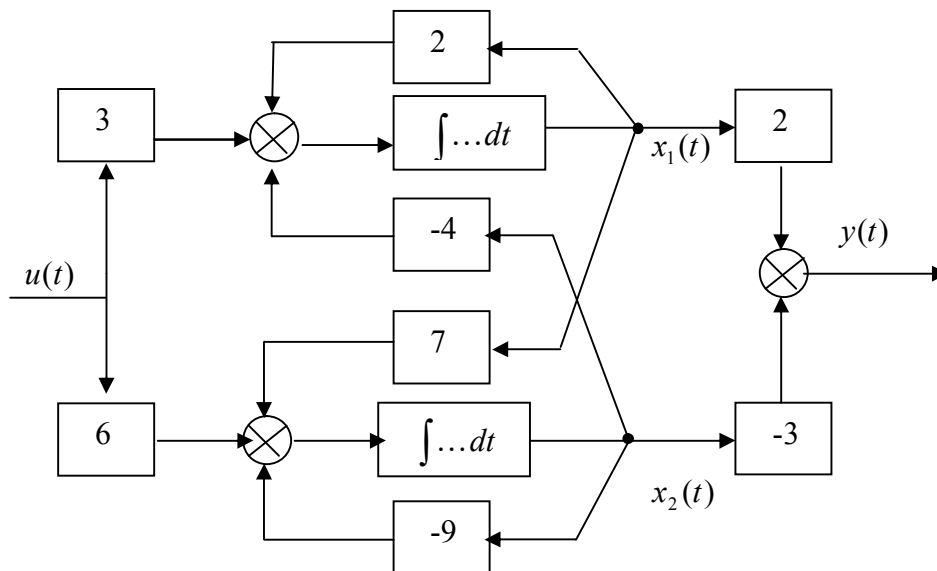 2
3
∫...dt
2
x₁(t)
-4
y(t)
u(t)
7
6
∫...dt
-3
x₂(t)
-9